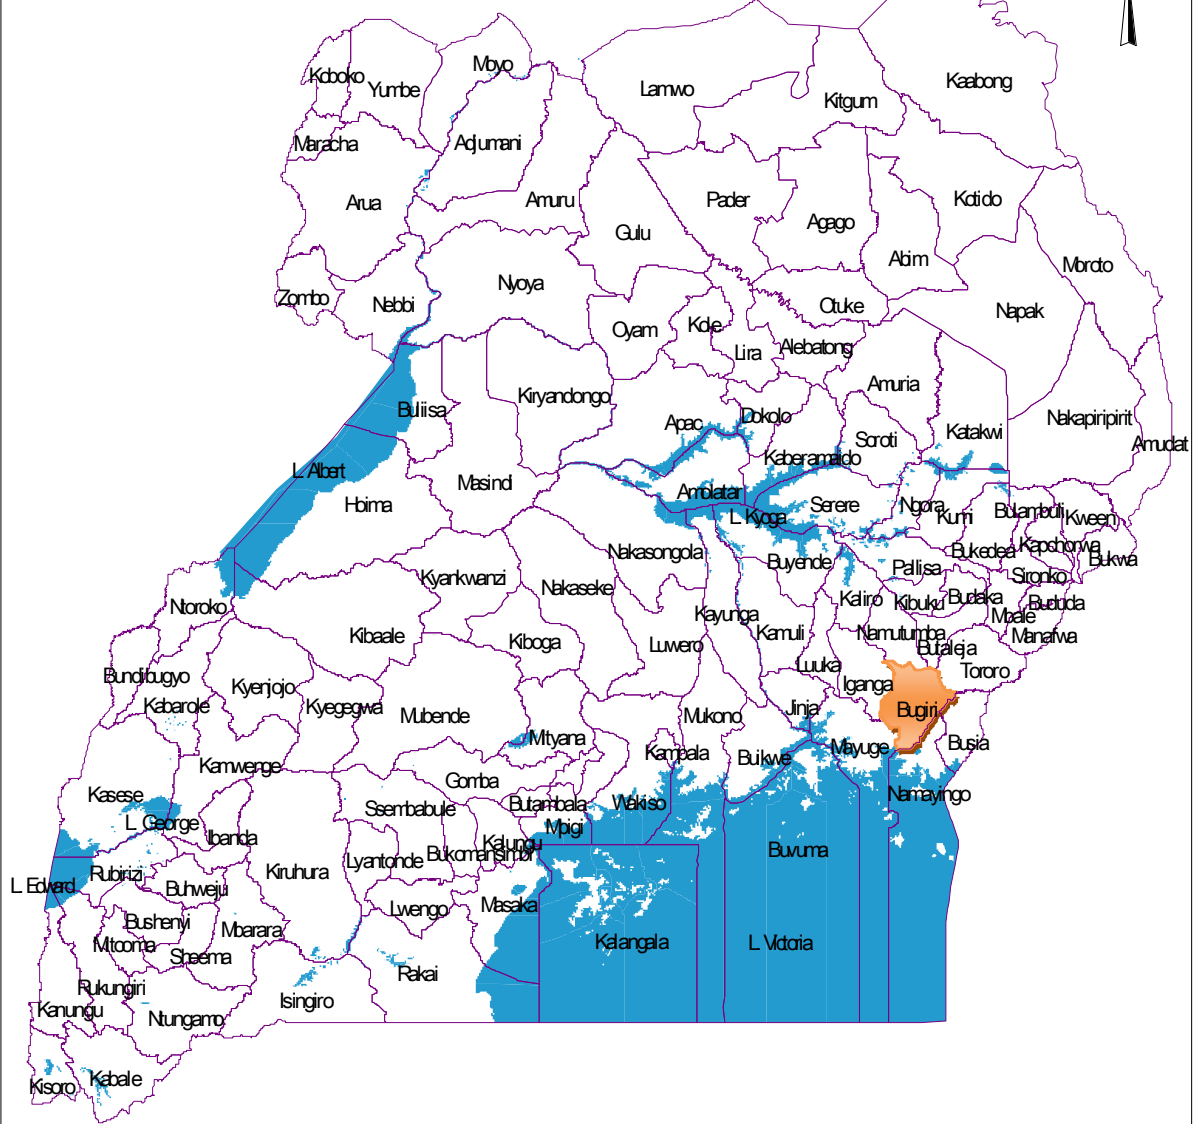 Moyo
Koboko
Yumbe
Lamwo
Kitgum
Kaabong
Maracha
Adjumani
Arua
Amuru
Pader
Kotido
Gulu
Agago
Abim
Moroto
Zombo
Nebbi
Nyoya
Otuke
Napak
Oyam
Kole
Lira
Alebatong
Amuria
Kiryandongo
Buliisa
Apac
Dokolo
Nakapiripirit
Soroti
Katakwi
Amudat
Kaberamaido
L. Albert
Masindi
Hoima
Amolatar
Serere
Ngora
Kumi
Bulambuli
Kween
L. Kyoga
Nakasongola
Bukedea
Kapchorwa
Bukwa
Buyende
Pallisa
Sironko
Kyankwanzi
Nakaseke
Ntoroko
Kaliro
Kibuku
Budaka
Bududa
Mbale
Kayunga
Kamuli
Namutumba
Manafwa
Kibaale
Kiboga
Luwero
Butaleja
Luuka
Tororo
Bundibugyo
Kyenjojo
Iganga
Kabarole
Kyegegwa
Mubende
Mukono
Jinja
Bugiri
Mityana
Kampala
Buikwe
Mayuge
Busia
Kamwenge
Gomba
Kasese
Ssembabule
Butambala
Wakiso
Namayingo
L. George
Ibanda
Mpigi
Kalungu
Lyantonde
Bukomansimbi
Buvuma
Rubirizi
Kiruhura
L. Edward
Buhweju
Lwengo
Masaka
Bushenyi
Mbarara
Mitooma
Sheema
Kalangala
L. Victoria
Rakai
Rukungiri
Isingiro
Kanungu
Ntungamo
Kisoro
Kabale